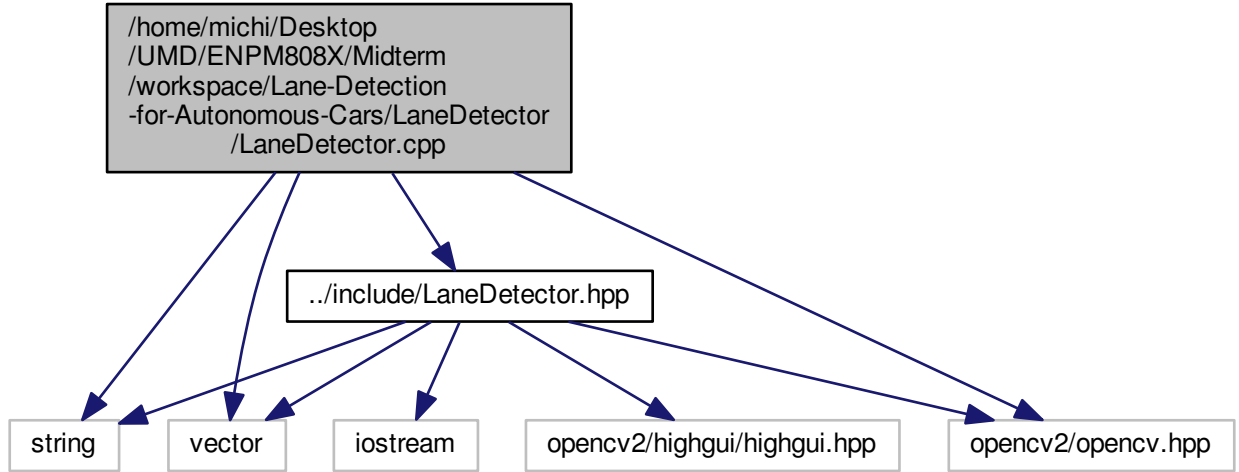 /home/michi/Desktop
/UMD/ENPM808X/Midterm
/workspace/Lane-Detection
-for-Autonomous-Cars/LaneDetector
/LaneDetector.cpp
../include/LaneDetector.hpp
string
vector
iostream
opencv2/highgui/highgui.hpp
opencv2/opencv.hpp